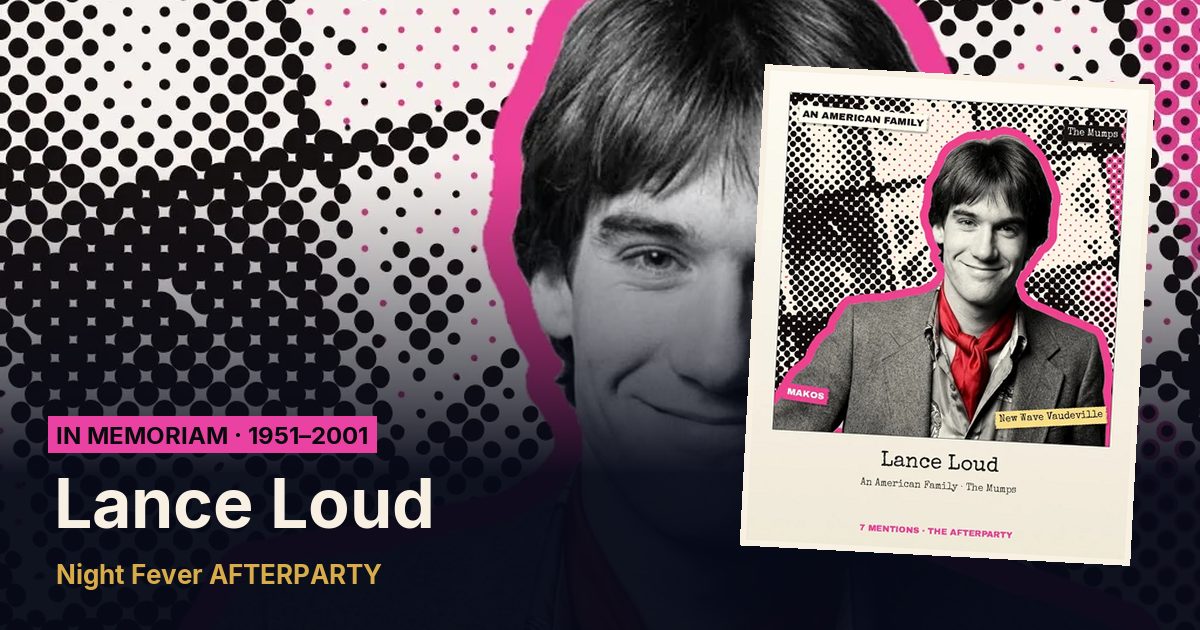 IN MEMORIAM · 1951–2001
Lance Loud
Night Fever AFTERPARTY
AN AMERICAN FAMILY
The Mumps
MAKOS
New Wave Vaudeville
Lance Loud
An American Family · The Mumps
7 MENTIONS · THE AFTERPARTY